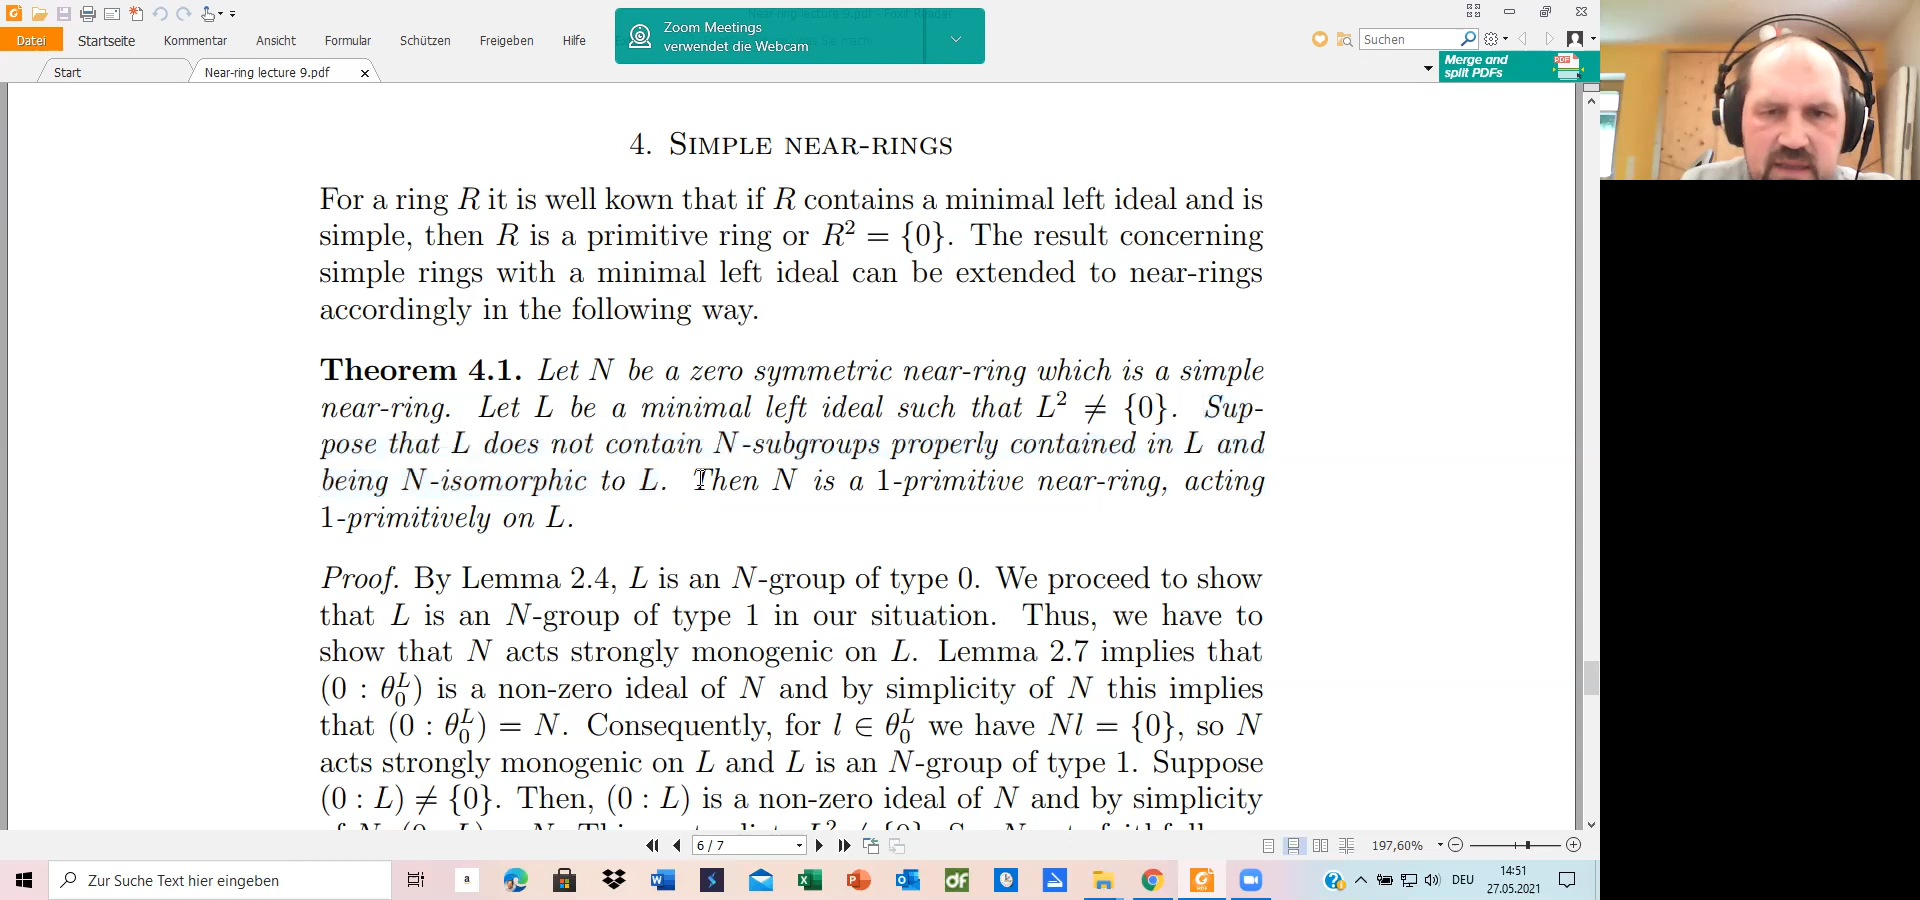 Zoom Meetings
verwendet die Webcam
Datei Startseite Kommentar Ansicht Formular Schützen Freigeben Hilfe
Suchen
Merge and
split PDFs
PDF
Start Near-ring lecture 9.pdf
4. Simple near-rings
For a ring R it is well kown that if R contains a minimal left ideal and is
simple, then R is a primitive ring or R² = {0}. The result concerning
simple rings with a minimal left ideal can be extended to near-rings
accordingly in the following way.
Theorem 4.1. Let N be a zero symmetric near-ring which is a simple
near-ring. Let L be a minimal left ideal such that L² ≠ {0}. Sup-
pose that L does not contain N-subgroups properly contained in L and
being N-isomorphic to L. Then N is a 1-primitive near-ring, acting
1-primitively on L.
Proof. By Lemma 2.4, L is an N-group of type 0. We proceed to show
that L is an N-group of type 1 in our situation. Thus, we have to
show that N acts strongly monogenic on L. Lemma 2.7 implies that
(0 : θ₀ᴸ) is a non-zero ideal of N and by simplicity of N this implies
that (0 : θ₀ᴸ) = N. Consequently, for l ∈ θ₀ᴸ we have Nl = {0}, so N
acts strongly monogenic on L and L is an N-group of type 1. Suppose
(0 : L) ≠ {0}. Then, (0 : L) is a non-zero ideal of N and by simplicity
6 / 7
197,60%
Zur Suche Text hier eingeben
DEU
14:51
27.05.2021